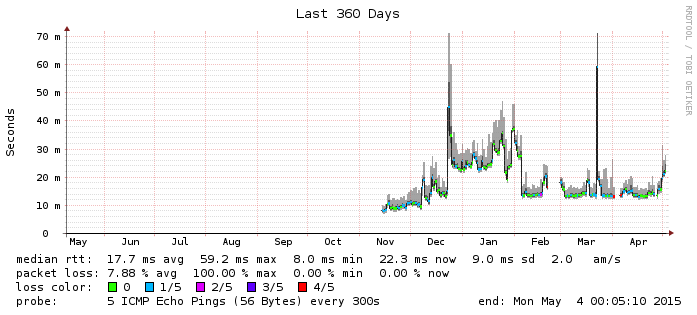 Last 360 Days
RRDTOOL / TOBI OETIKER
Seconds
70 m
60 m
50 m
40 m
30 m
20 m
10 m
0
May Jun Jul Aug Sep Oct Nov Dec Jan Feb Mar Apr
median rtt: 17.7 ms avg 59.2 ms max 8.0 ms min 22.3 ms now 9.0 ms sd 2.0 am/s
packet loss: 7.88 % avg 100.00 % max 0.00 % min 0.00 % now
loss color: 0 1/5 2/5 3/5 4/5
probe: 5 ICMP Echo Pings (56 Bytes) every 300s end: Mon May 4 00:05:10 2015